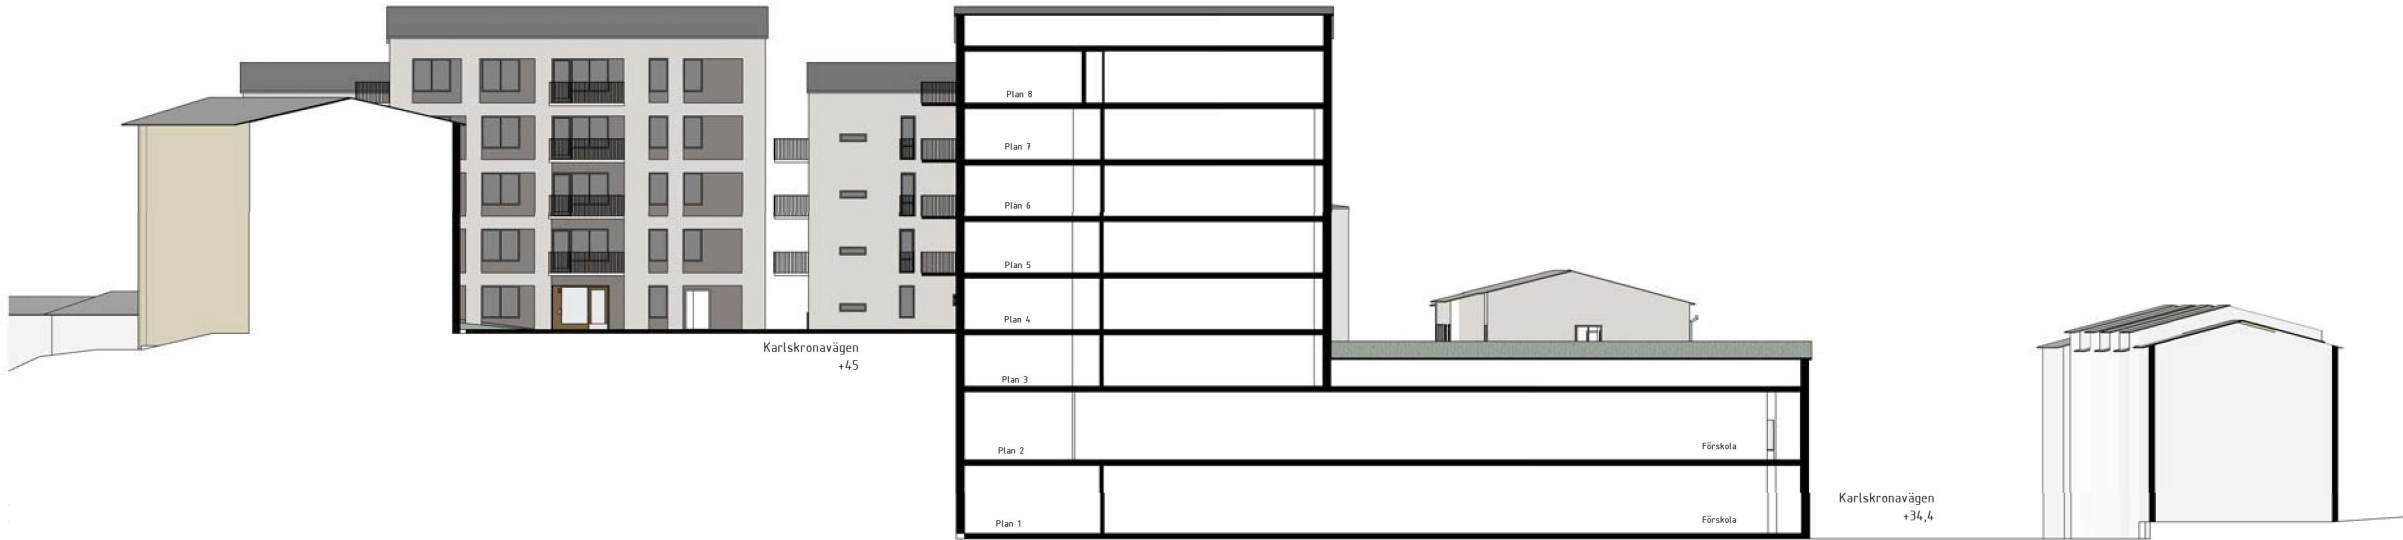 Plan 8
Plan 7
Plan 6
Plan 5
Plan 4
Karlskronavägen
+45
Plan 3
Plan 2
Förskola
Karlskronavägen
+34,4
Plan 1
Förskola